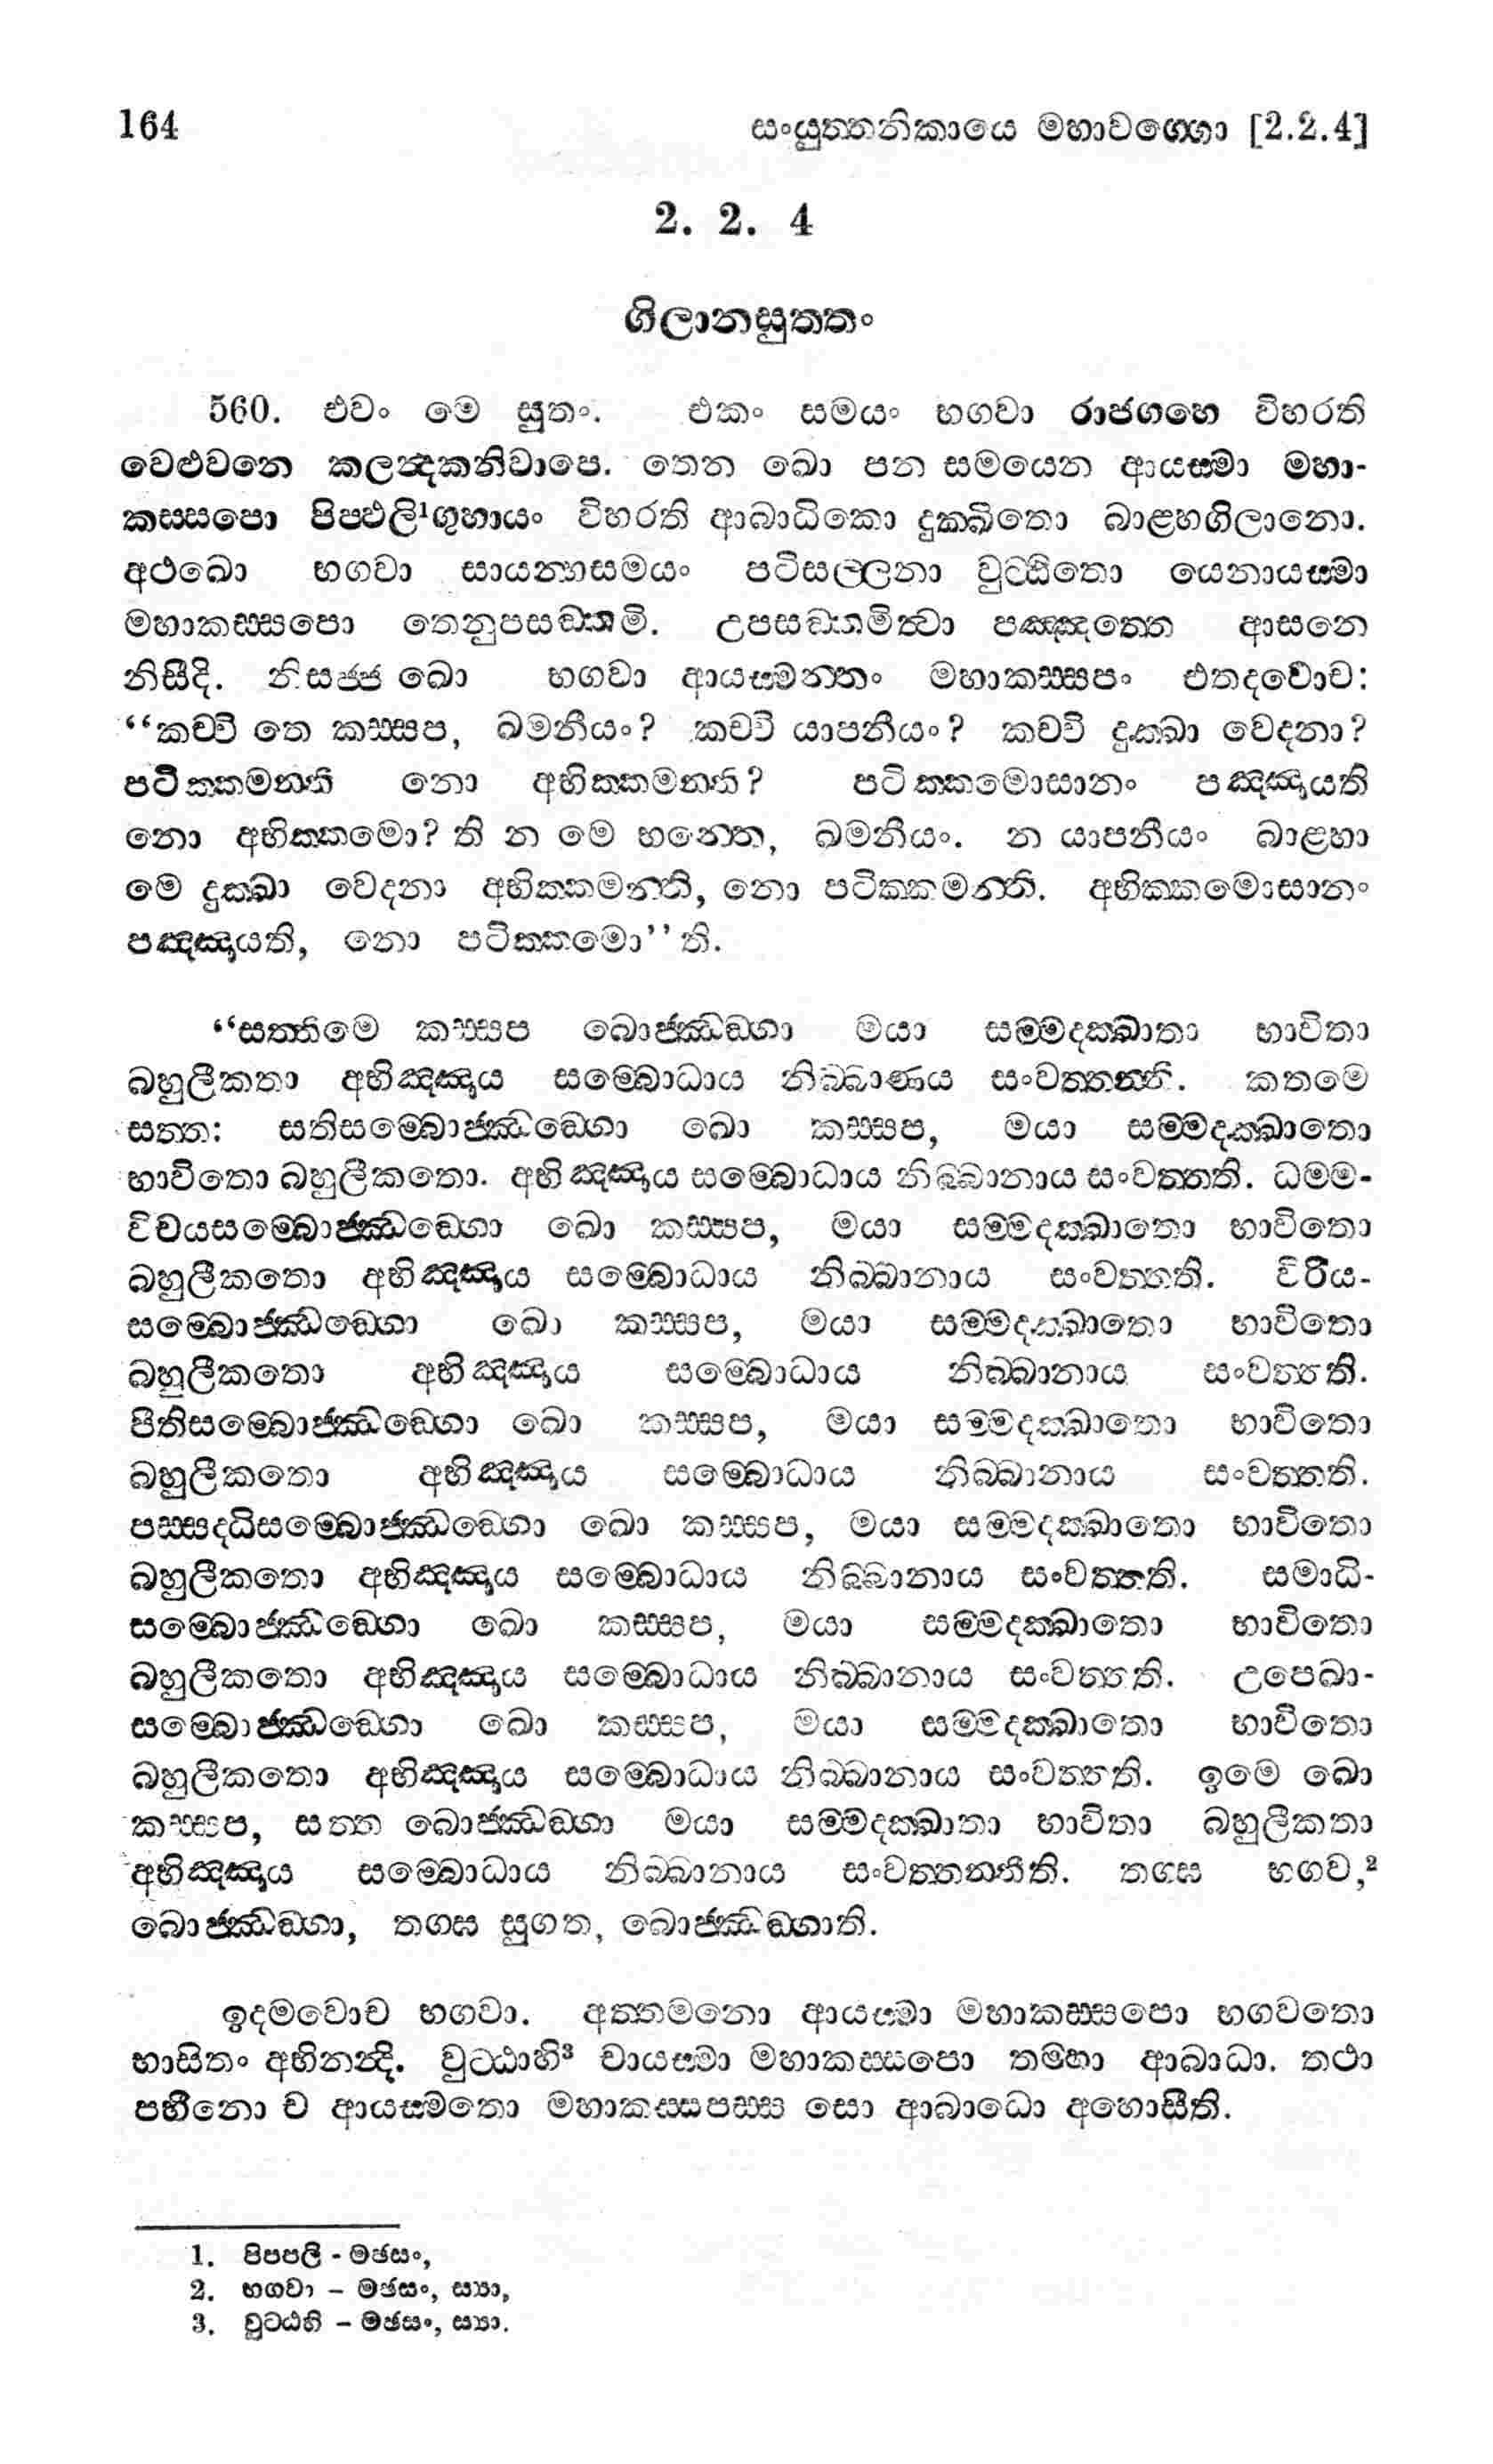 164 සංයුත්තනිකායෙ මහාවග්ගො [2.2.4]
2. 2. 4
ගිලානසුත්තං
560. එවං මෙ සුතං. එකං සමයං භගවා රාජගහෙ විහරති
වෙළුවනෙ කලන්දකනිවාපෙ. තෙන ඛො පන සමයෙන ආයස්මා මහා-
කස්සපො පිප්ඵලි¹ගුහායං විහරති ආබාධිකො දුක්ඛිතො බාළ්හගිලානො.
අථඛො භගවා සායන්හසමයං පටිසල්ලනා වුට්ඨිතො යෙනායස්මා
මහාකස්සපො තෙනුපසඞ්කමි. උපසඞ්කමිත්වා පඤ්ඤත්තෙ ආසනෙ
නිසීදි. නිසජ්ජ ඛො භගවා ආයස්මන්තං මහාකස්සපං එතදවොච:
“කච්චි තෙ කස්සප, ඛමනීයං? කච්චි යාපනීයං? කච්චි දුක්ඛා වෙදනා?
පටික්කමන්ති නො අභික්කමන්ති? පටික්කමොසානං පඤ්ඤායති
නො අභික්කමො? ති න මෙ භන්තෙ, ඛමනීයං. න යාපනීයං බාළ්හා
මෙ දුක්ඛා වෙදනා අභික්කමන්ති, නො පටික්කමන්ති. අභික්කමොසානං
පඤ්ඤායති, නො පටික්කමො’’ති.
“සත්තිමෙ කස්සප බොජ්ඣඞ්ගා මයා සම්මදක්ඛාතා භාවිතා
බහුලීකතා අභිඤ්ඤාය සම්බොධාය නිබ්බාණය සංවත්තන්ති. කතමෙ
සත්ත: සතිසම්බොජ්ඣඞ්ගො ඛො කස්සප, මයා සම්මදක්ඛාතො
භාවිතො බහුලීකතො. අභිඤ්ඤාය සම්බොධාය නිබ්බානාය සංවත්තති. ධම්ම-
විචයසම්බොජ්ඣඞ්ගො ඛො කස්සප, මයා සම්මදක්ඛාතො භාවිතො
බහුලීකතො අභිඤ්ඤාය සම්බොධාය නිබ්බානාය සංවත්තති. විරිය-
සම්බොජ්ඣඞ්ගො ඛො කස්සප, මයා සම්මදක්ඛාතො භාවිතො
බහුලීකතො අභිඤ්ඤාය සම්බොධාය නිබ්බානාය සංවත්තති.
පීතිසම්බොජ්ඣඞ්ගො ඛො කස්සප, මයා සම්මදක්ඛාතො භාවිතො
බහුලීකතො අභිඤ්ඤාය සම්බොධාය නිබ්බානාය සංවත්තති.
පස්සද්ධිසම්බොජ්ඣඞ්ගො ඛො කස්සප, මයා සම්මදක්ඛාතො භාවිතො
බහුලීකතො අභිඤ්ඤාය සම්බොධාය නිබ්බානාය සංවත්තති. සමාධි-
සම්බොජ්ඣඞ්ගො ඛො කස්සප, මයා සම්මදක්ඛාතො භාවිතො
බහුලීකතො අභිඤ්ඤාය සම්බොධාය නිබ්බානාය සංවත්තති. උපෙඛා-
සම්බොජ්ඣඞ්ගො ඛො කස්සප, මයා සම්මදක්ඛාතො භාවිතො
බහුලීකතො අභිඤ්ඤාය සම්බොධාය නිබ්බානාය සංවත්තති. ඉමෙ ඛො
කස්සප, සත්ත බොජ්ඣඞ්ගා මයා සම්මදක්ඛාතා භාවිතා බහුලීකතා
අභිඤ්ඤාය සම්බොධාය නිබ්බානාය සංවත්තන්තීති. තග්ඝ භගව,²
බොජ්ඣඞ්ගා, තග්ඝ සුගත, බොජ්ඣඞ්ගාති.
ඉදමවොච භගවා. අත්තමනො ආයස්මා මහාකස්සපො භගවතො
භාසිතං අභිනන්දි. වුට්ඨාහි³ චායස්මා මහාකස්සපො තම්හා ආබාධා. තථා
පහීනො ච ආයස්මතො මහාකස්සපස්ස සො ආබාධො අහොසීති.
1. පිප්පලි - මඡසං,
2. භගවා – මඡසං, ස්‍යා,
3. වුට්ඨහි – මඡසං, ස්‍යා.